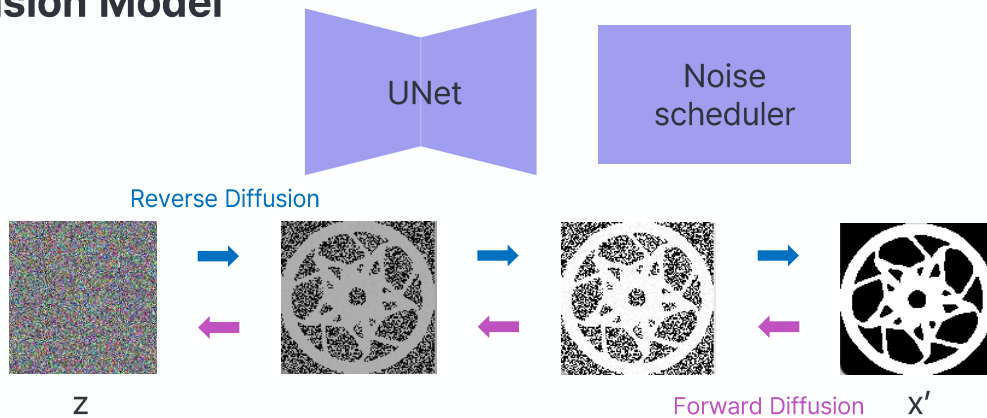 sion Model
UNet
Noise
scheduler
Reverse Diffusion
z
Forward Diffusion
x′